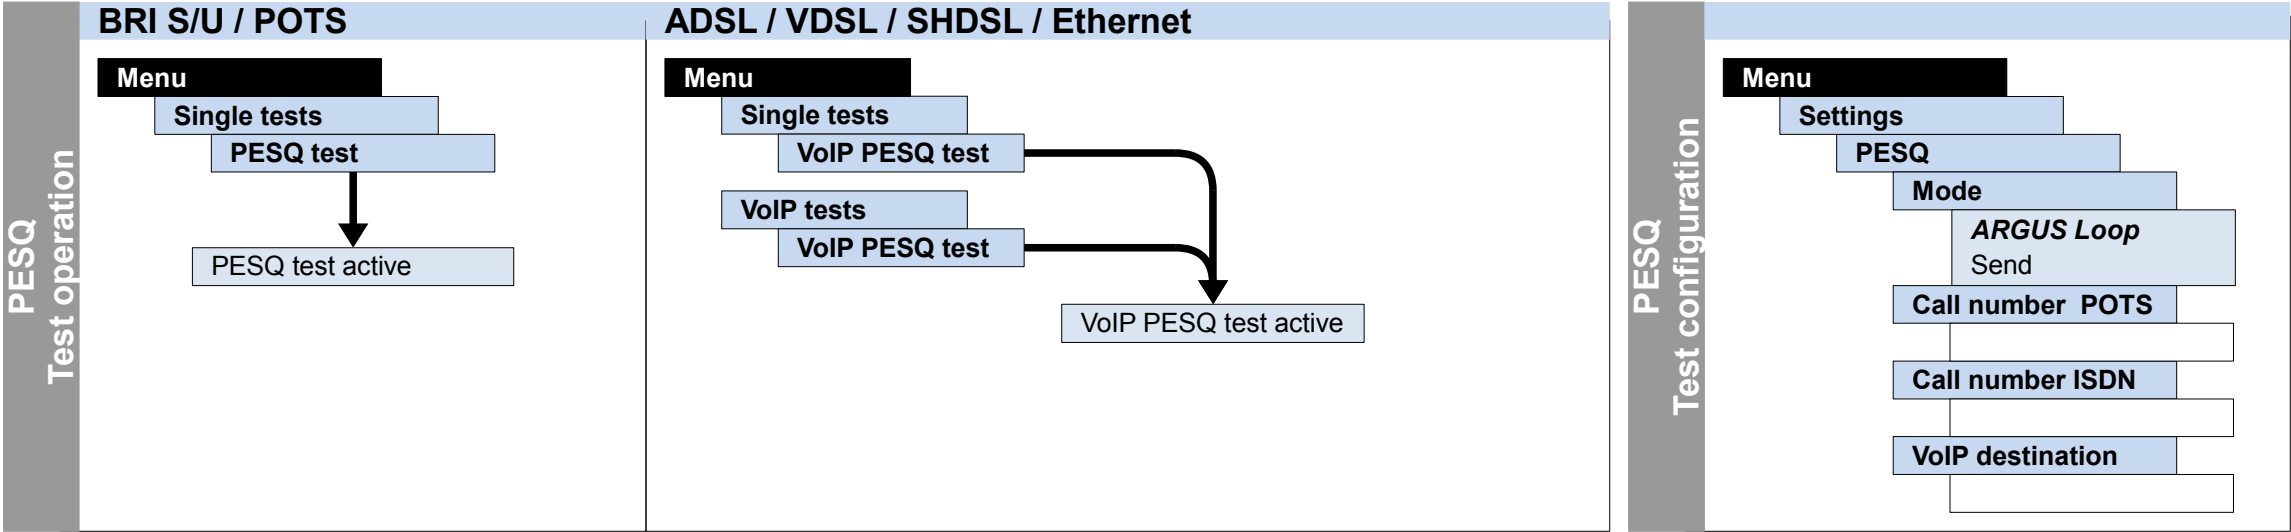 PESQ
Test operation
BRI S/U / POTS
Menu
Single tests
PESQ test
PESQ test active
ADSL / VDSL / SHDSL / Ethernet
Menu
Single tests
VoIP PESQ test
VoIP tests
VoIP PESQ test
VoIP PESQ test active
PESQ
Test configuration
Menu
Settings
PESQ
Mode
ARGUS Loop
Send
Call number  POTS
Call number ISDN
VoIP destination